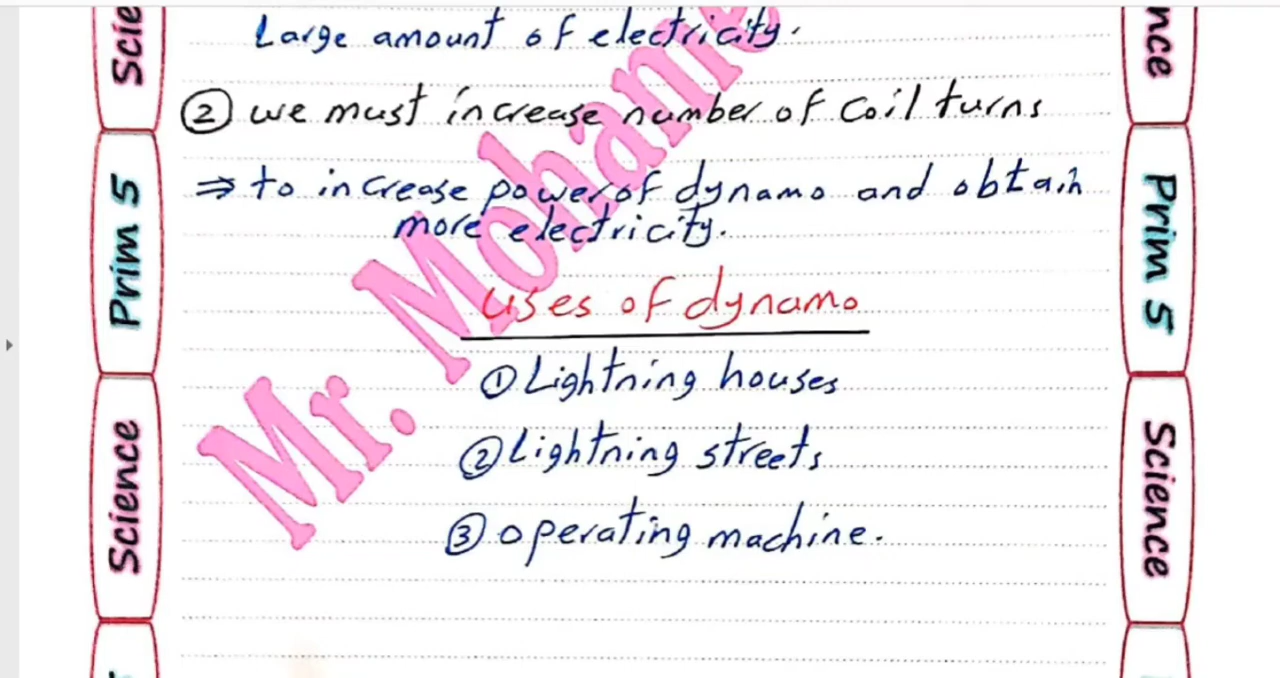 Large amount of electricity.
② we must increase number of Coil turns
⇒ to increase power of dynamo and obtain
more electricity.
uses of dynamo
① Lightning houses
② Lightning streets
③ operating machine.
Mr. Mohame
Scie
Prim 5
Science
nce
Prim 5
Science